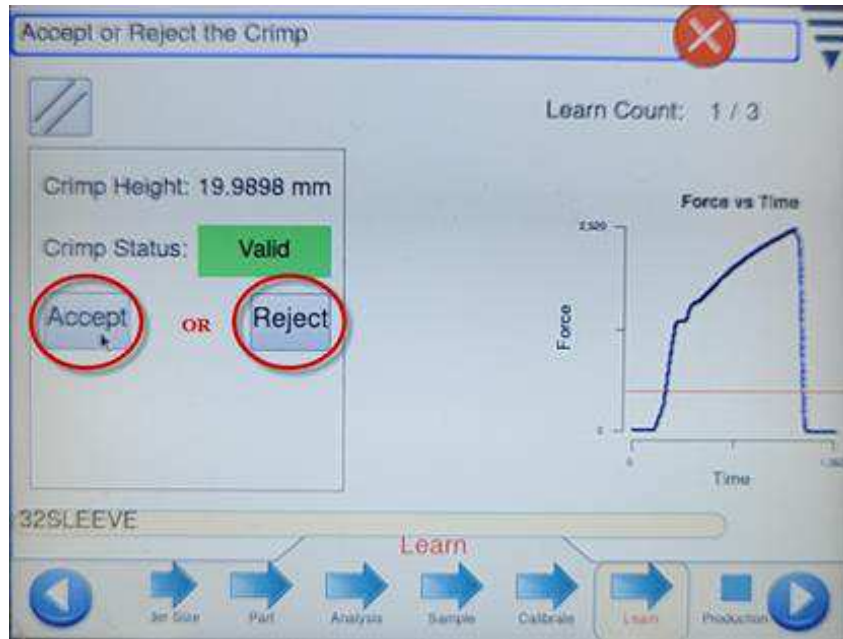 Accept or Reject the Crimp
Learn Count: 1 / 3
Crimp Height: 19.9898 mm
Crimp Status: Valid
Accept OR Reject
Force vs Time
Force
0
Time
32SLEEVE
Learn
Part
Analysis
Sample
Calibrate
Learn
Production